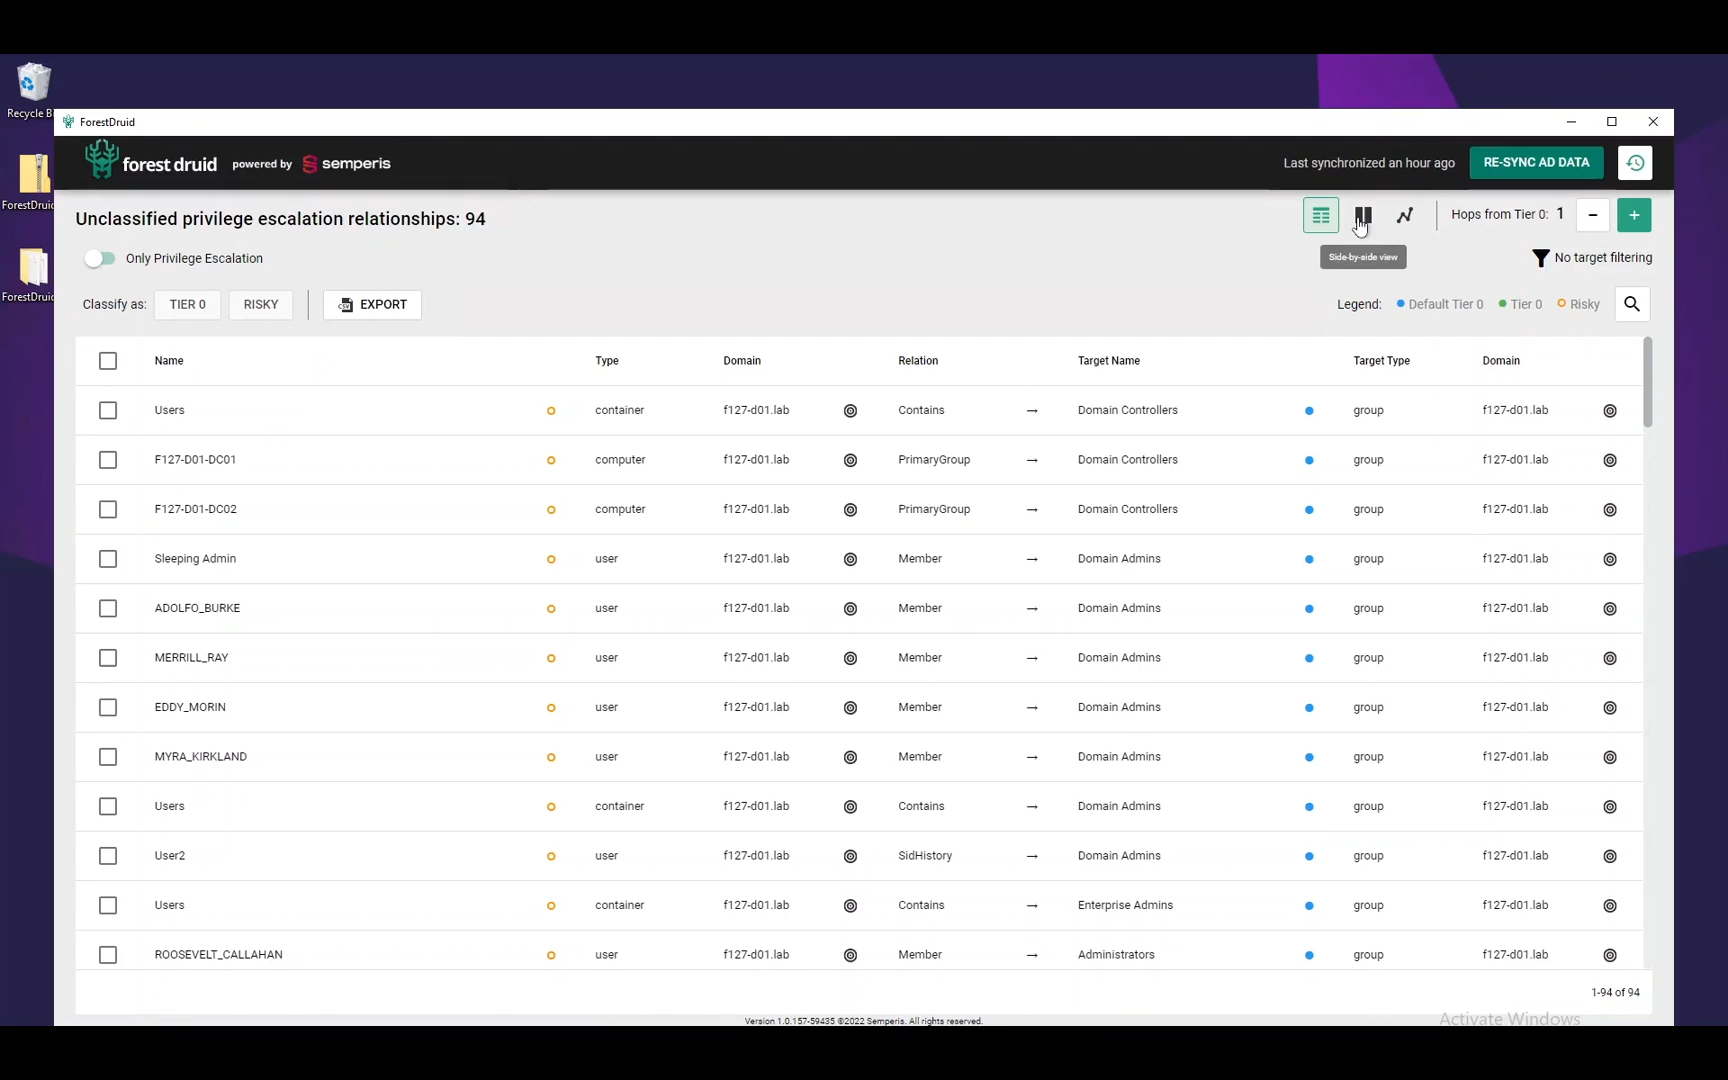 Recycle B
ForestDruid
ForestDruid
ForestDruid
forest druid powered by semperis
Last synchronized an hour ago RE-SYNC AD DATA
Unclassified privilege escalation relationships: 94
Hops from Tier 0: 1 − +
Side-by-side view
Only Privilege Escalation
No target filtering
Classify as: TIER 0 RISKY CSV EXPORT
Legend: Default Tier 0 Tier 0 Risky
Name Type Domain Relation Target Name Target Type Domain
Users container f127-d01.lab Contains → Domain Controllers group f127-d01.lab
F127-D01-DC01 computer f127-d01.lab PrimaryGroup → Domain Controllers group f127-d01.lab
F127-D01-DC02 computer f127-d01.lab PrimaryGroup → Domain Controllers group f127-d01.lab
Sleeping Admin user f127-d01.lab Member → Domain Admins group f127-d01.lab
ADOLFO_BURKE user f127-d01.lab Member → Domain Admins group f127-d01.lab
MERRILL_RAY user f127-d01.lab Member → Domain Admins group f127-d01.lab
EDDY_MORIN user f127-d01.lab Member → Domain Admins group f127-d01.lab
MYRA_KIRKLAND user f127-d01.lab Member → Domain Admins group f127-d01.lab
Users container f127-d01.lab Contains → Domain Admins group f127-d01.lab
User2 user f127-d01.lab SidHistory → Domain Admins group f127-d01.lab
Users container f127-d01.lab Contains → Enterprise Admins group f127-d01.lab
ROOSEVELT_CALLAHAN user f127-d01.lab Member → Administrators group f127-d01.lab
1-94 of 94
Version 1.0.157-59435 ©2022 Semperis. All rights reserved.
Activate Windows